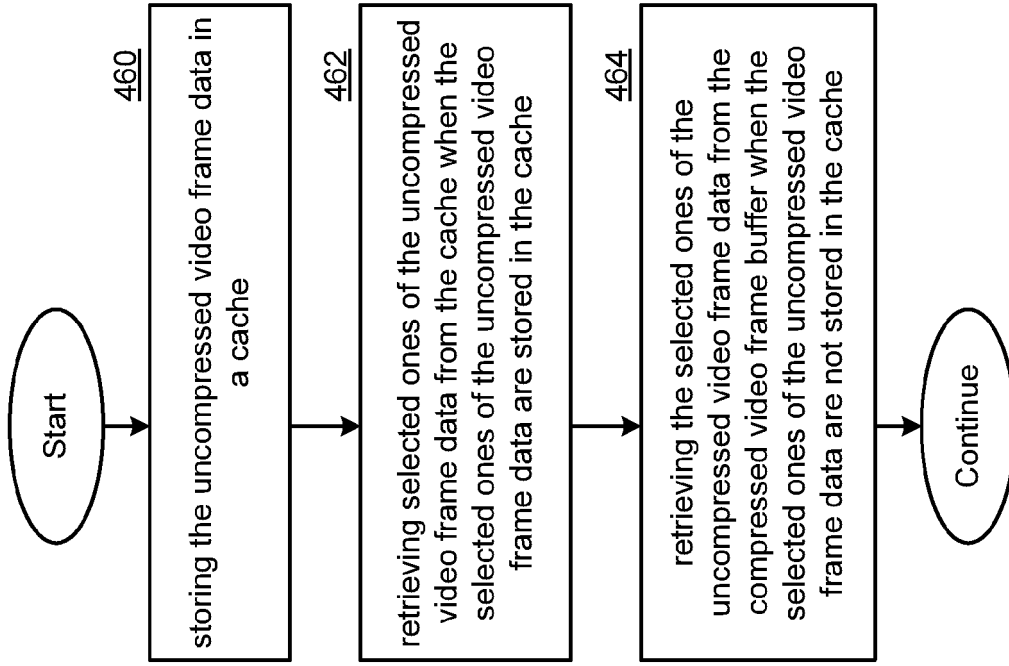 Start
460
storing the uncompressed video frame data in
a cache
462
retrieving selected ones of the uncompressed
video frame data from the cache when the
selected ones of the uncompressed video
frame data are stored in the cache
464
retrieving the selected ones of the
uncompressed video frame data from the
compressed video frame buffer when the
selected ones of the uncompressed video
frame data are not stored in the cache
Continue